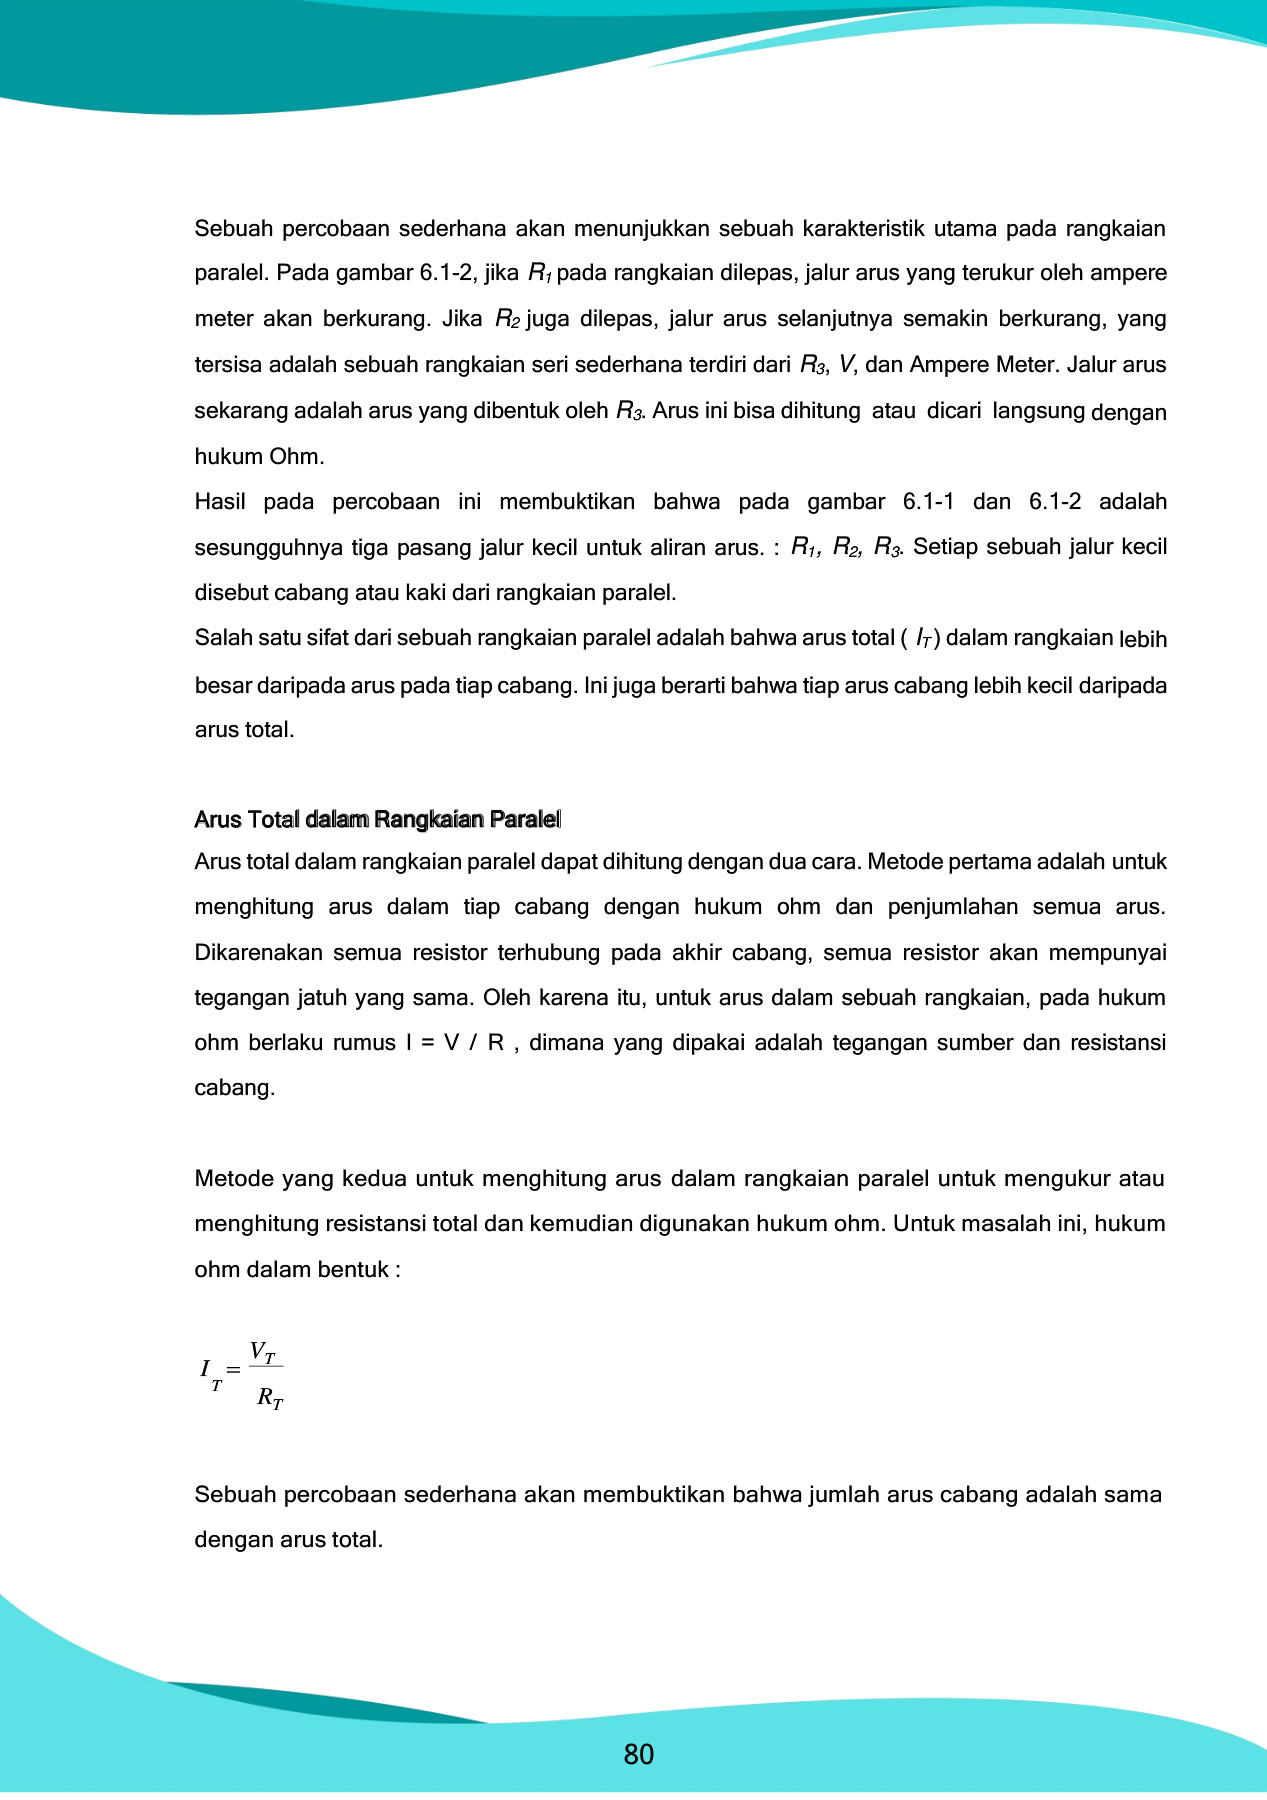 Sebuah percobaan sederhana akan menunjukkan sebuah karakteristik utama pada rangkaian
paralel. Pada gambar 6.1-2, jika R1 pada rangkaian dilepas, jalur arus yang terukur oleh ampere
meter akan berkurang. Jika R2 juga dilepas, jalur arus selanjutnya semakin berkurang, yang
tersisa adalah sebuah rangkaian seri sederhana terdiri dari R3, V, dan Ampere Meter. Jalur arus
sekarang adalah arus yang dibentuk oleh R3. Arus ini bisa dihitung atau dicari langsung dengan
hukum Ohm.
Hasil pada percobaan ini membuktikan bahwa pada gambar 6.1-1 dan 6.1-2 adalah
sesungguhnya tiga pasang jalur kecil untuk aliran arus. : R1, R2, R3. Setiap sebuah jalur kecil
disebut cabang atau kaki dari rangkaian paralel.
Salah satu sifat dari sebuah rangkaian paralel adalah bahwa arus total ( IT) dalam rangkaian lebih
besar daripada arus pada tiap cabang. Ini juga berarti bahwa tiap arus cabang lebih kecil daripada
arus total.
Arus Total dalam Rangkaian Paralel
Arus total dalam rangkaian paralel dapat dihitung dengan dua cara. Metode pertama adalah untuk
menghitung arus dalam tiap cabang dengan hukum ohm dan penjumlahan semua arus.
Dikarenakan semua resistor terhubung pada akhir cabang, semua resistor akan mempunyai
tegangan jatuh yang sama. Oleh karena itu, untuk arus dalam sebuah rangkaian, pada hukum
ohm berlaku rumus I = V / R , dimana yang dipakai adalah tegangan sumber dan resistansi
cabang.
Metode yang kedua untuk menghitung arus dalam rangkaian paralel untuk mengukur atau
menghitung resistansi total dan kemudian digunakan hukum ohm. Untuk masalah ini, hukum
ohm dalam bentuk :
IT = VT / RT
Sebuah percobaan sederhana akan membuktikan bahwa jumlah arus cabang adalah sama
dengan arus total.
80